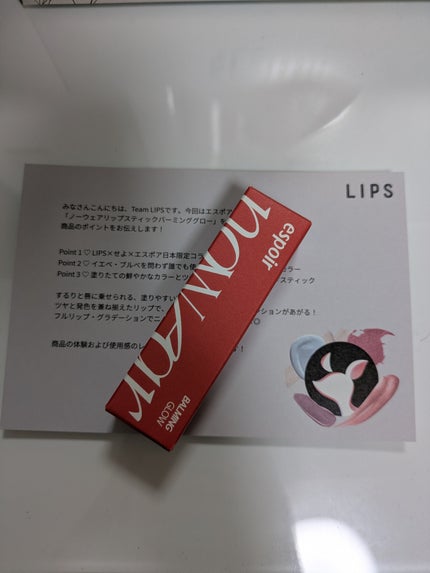 LIPS
みなさんこんにちは、Team LIPSです。今回はエスポア
「ノーウェアリップスティックバーミンググロー」を
商品のポイントをお伝えします！
Point 1♡ LIPS×せよ×エスポア日本限定コラ
カラー
Point 2♡ イエベ・ブルベを問わず誰でも使
Point 3♡ 塗りたての鮮やかなカラーとツ
スティック
するりと唇に乗せられる、塗りやすい
ツヤと発色を兼ね揃えたリップで、
ションがあがる！
フルリップ・グラデーションでニ
TO
商品の体験および使用感のレ
！
espoir
nowear
BALMING
GLOW